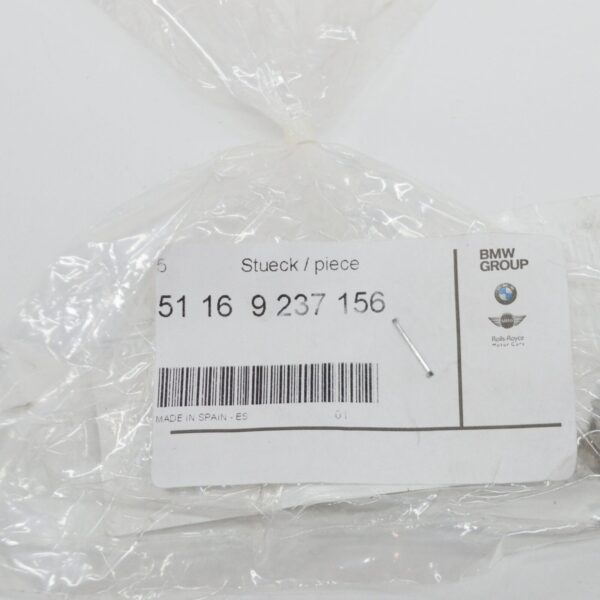 5 Stueck / piece
51 16 9 237 156
MADE IN SPAIN - ES 01
BMW
GROUP
Rolls-Royce
Motor Cars